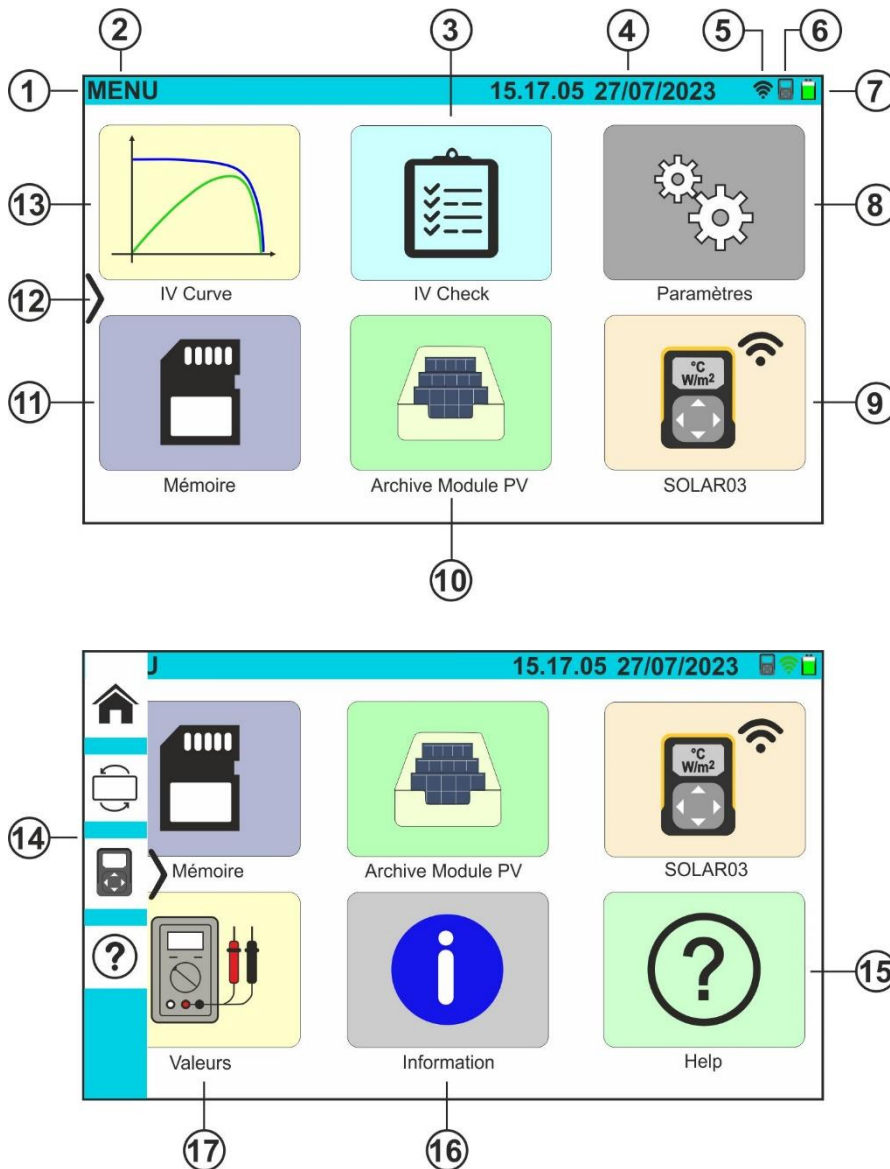 2
3
4
5
6
1
MENU
15.17.05 27/07/2023
7
13
8
IV Curve
IV Check
Paramètres
12
°C
W/m2
11
9
Mémoire
Archive Module PV
SOLAR03
10
U
15.17.05 27/07/2023
°C
W/m2
14
Mémoire
Archive Module PV
SOLAR03
?
i
?
15
Valeurs
Information
Help
17
16